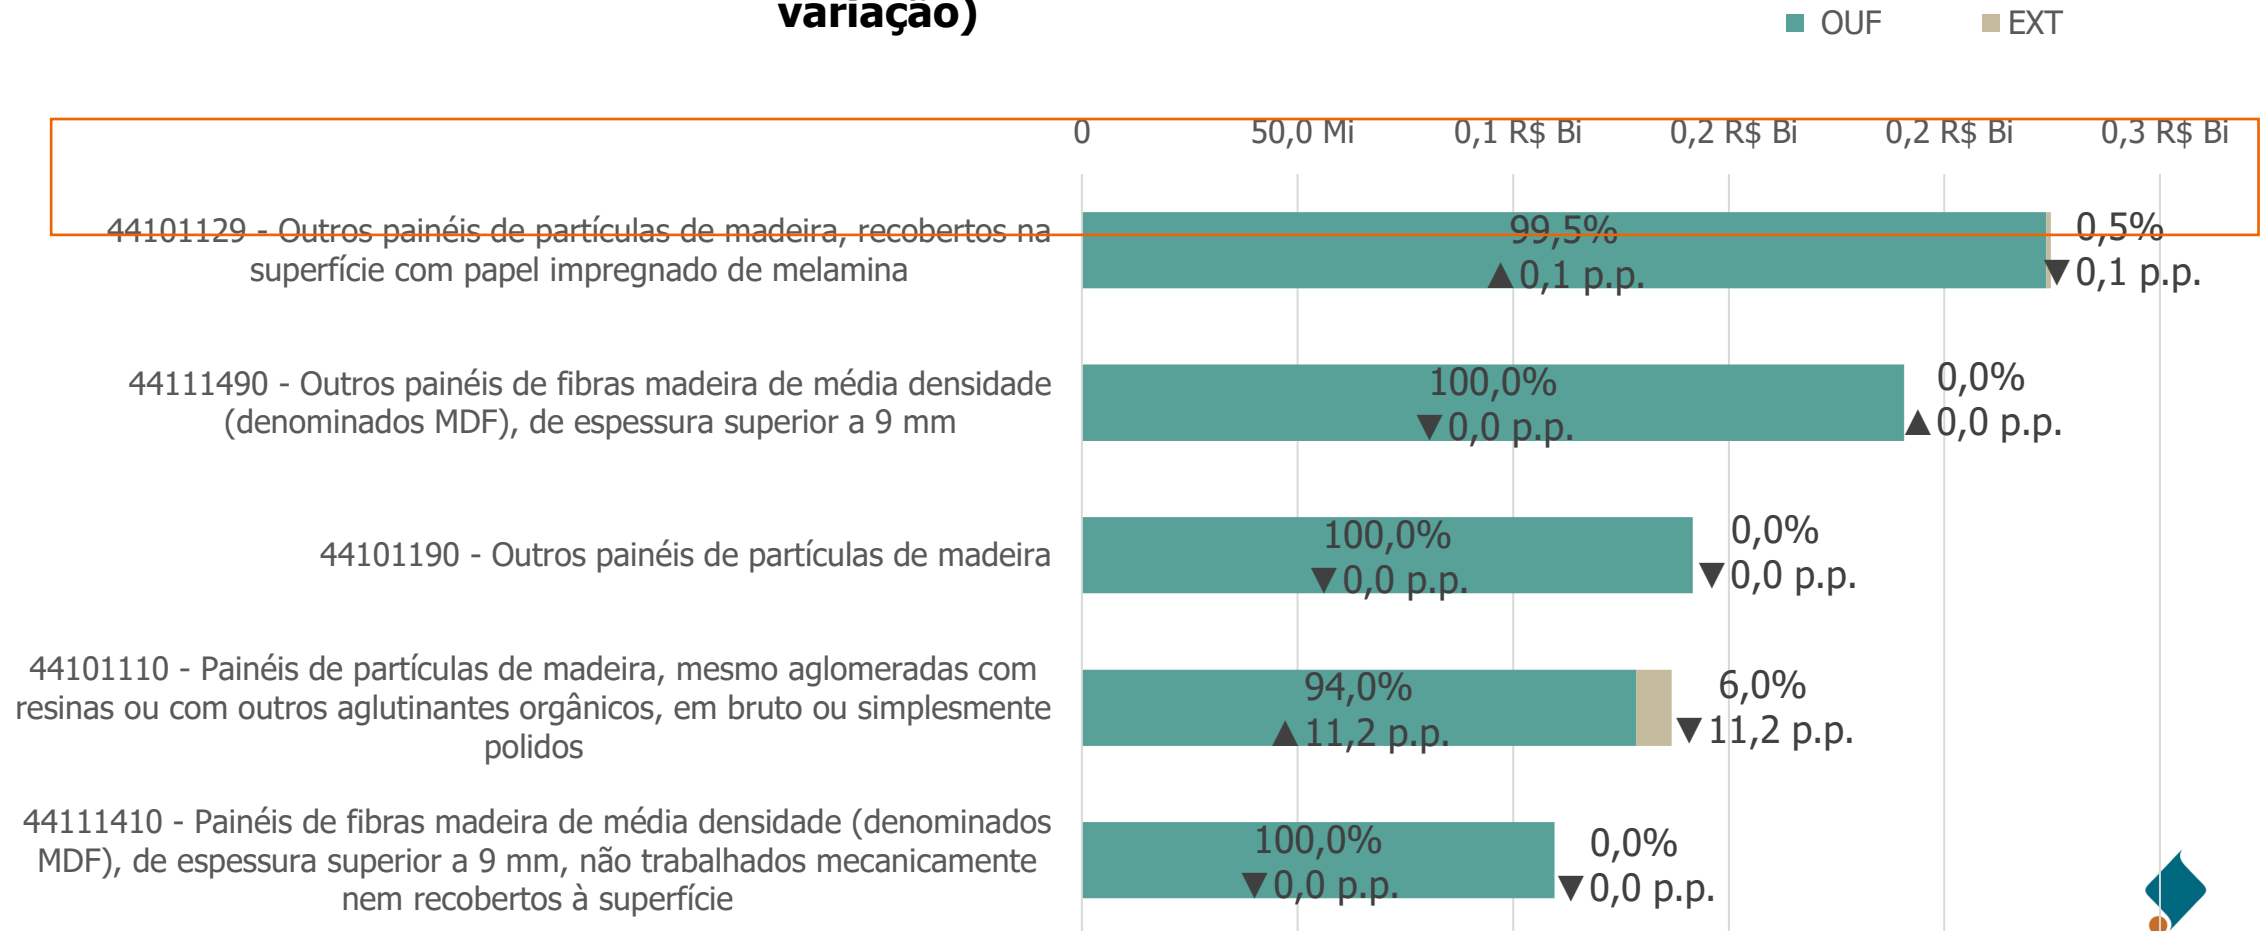 variação)
OUF EXT
0 50,0 Mi 0,1 R$ Bi 0,2 R$ Bi 0,2 R$ Bi 0,3 R$ Bi
44101129 - Outros painéis de partículas de madeira, recobertos na
superfície com papel impregnado de melamina
99,5%
▲0,1 p.p.
0,5%
▼0,1 p.p.
44111490 - Outros painéis de fibras madeira de média densidade
(denominados MDF), de espessura superior a 9 mm
100,0%
▼0,0 p.p.
0,0%
▲0,0 p.p.
44101190 - Outros painéis de partículas de madeira
100,0%
▼0,0 p.p.
0,0%
▼0,0 p.p.
44101110 - Painéis de partículas de madeira, mesmo aglomeradas com
resinas ou com outros aglutinantes orgânicos, em bruto ou simplesmente
polidos
94,0%
▲11,2 p.p.
6,0%
▼11,2 p.p.
44111410 - Painéis de fibras madeira de média densidade (denominados
MDF), de espessura superior a 9 mm, não trabalhados mecanicamente
nem recobertos à superfície
100,0%
▼0,0 p.p.
0,0%
▼0,0 p.p.